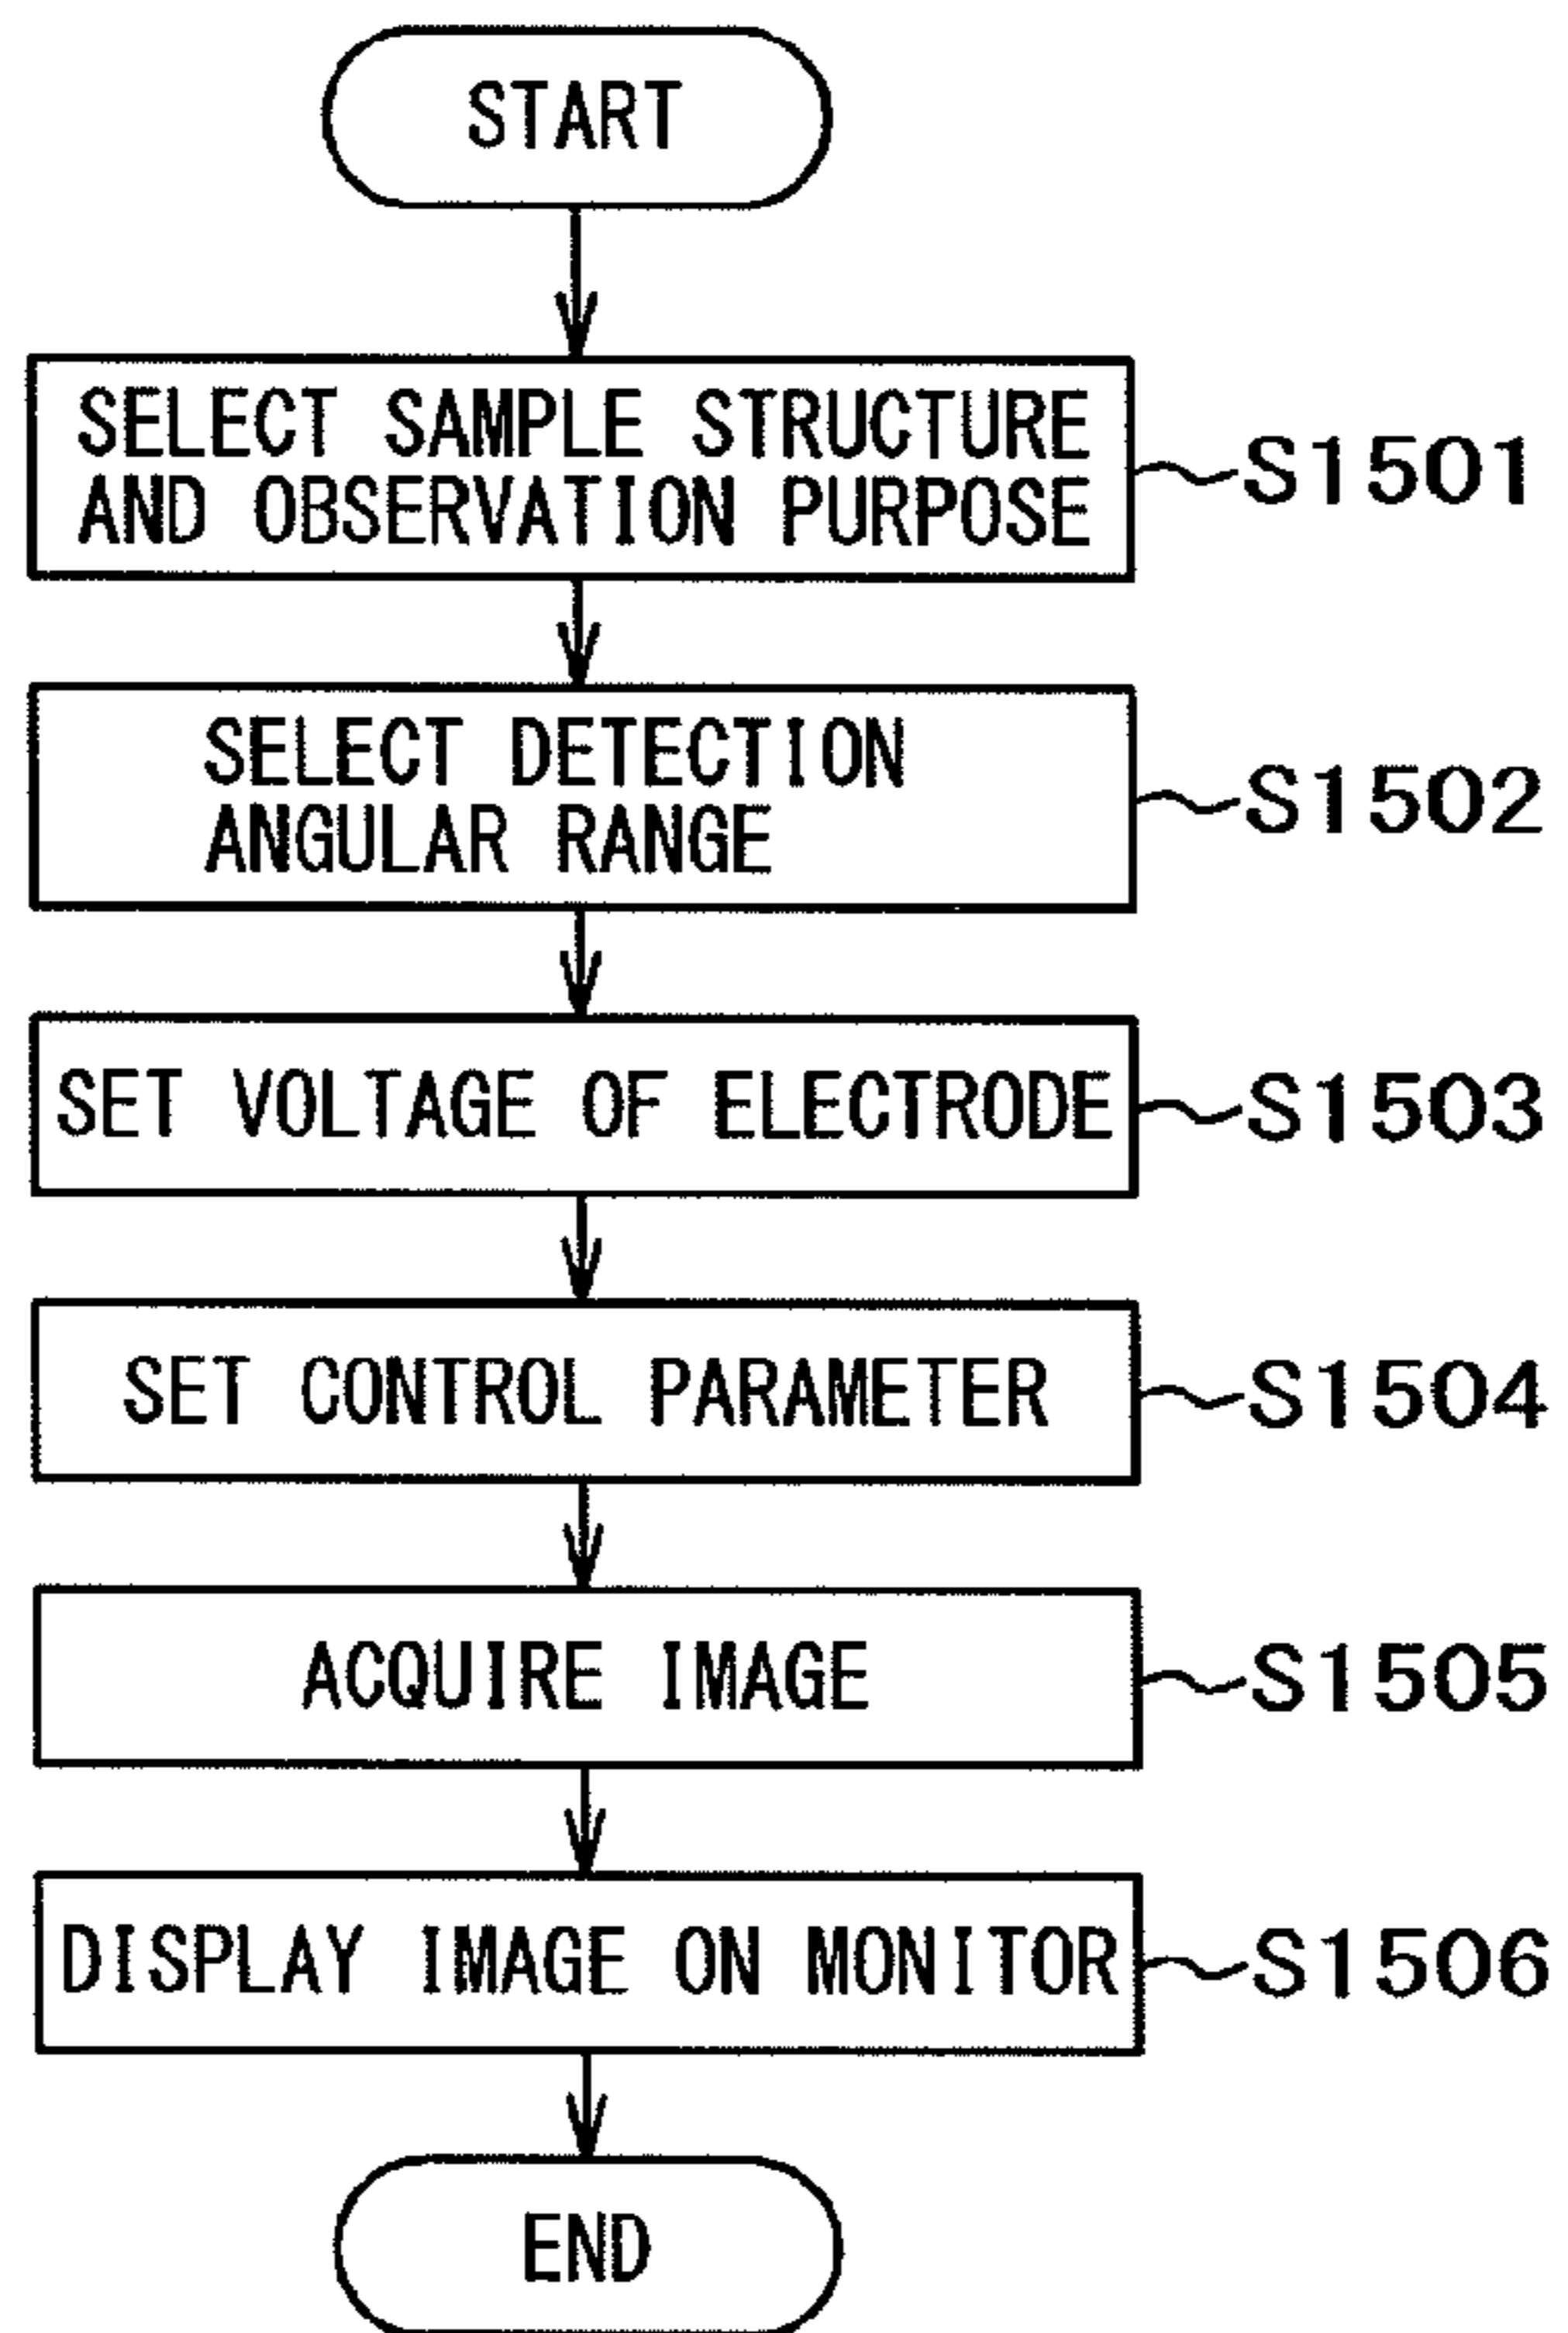 START
SELECT SAMPLE STRUCTURE
AND OBSERVATION PURPOSE
S1501
SELECT DETECTION
ANGULAR RANGE
S1502
SET VOLTAGE OF ELECTRODE
S1503
SET CONTROL PARAMETER
S1504
ACQUIRE IMAGE
S1505
DISPLAY IMAGE ON MONITOR
S1506
END